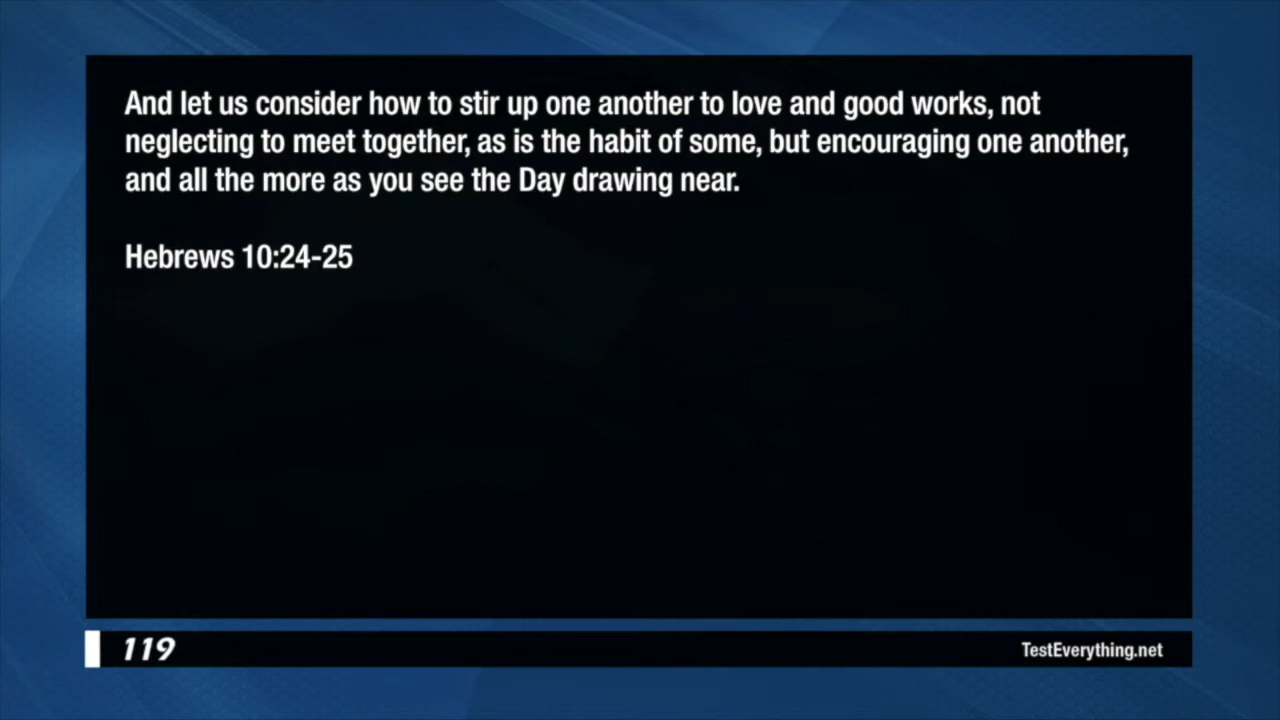 And let us consider how to stir up one another to love and good works, not
neglecting to meet together, as is the habit of some, but encouraging one another,
and all the more as you see the Day drawing near.
Hebrews 10:24-25
119
TestEverything.net